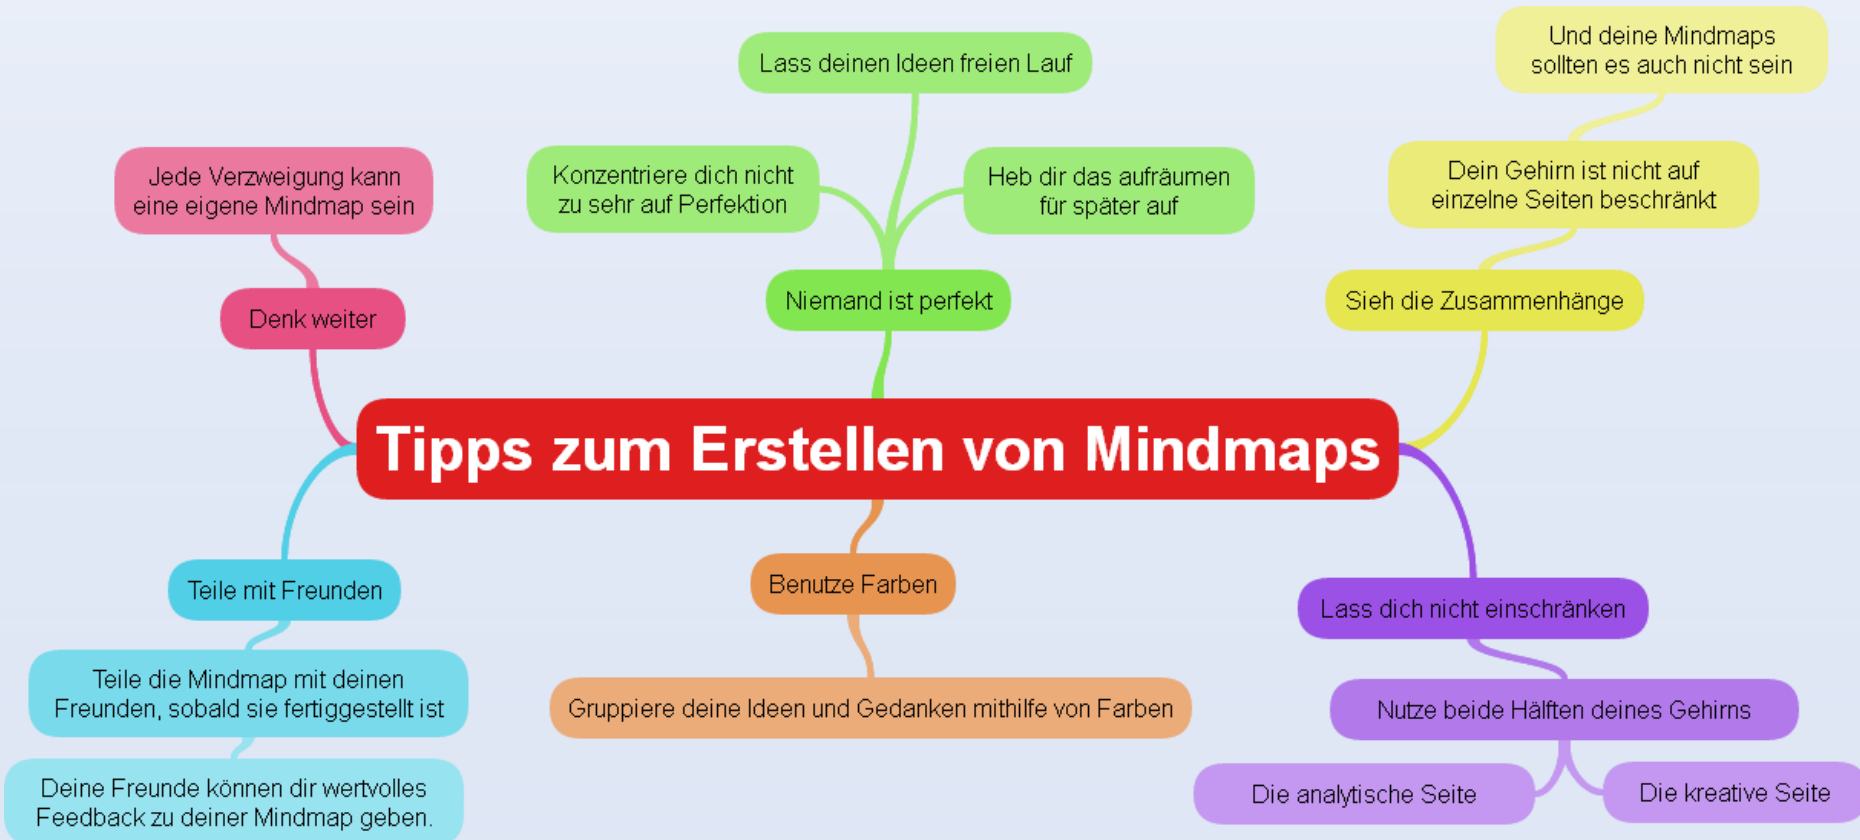 Tipps zum Erstellen von Mindmaps
Denk weiter
Jede Verzweigung kann
eine eigene Mindmap sein
Niemand ist perfekt
Konzentriere dich nicht
zu sehr auf Perfektion
Lass deinen Ideen freien Lauf
Heb dir das aufräumen
für später auf
Sieh die Zusammenhänge
Dein Gehirn ist nicht auf
einzelne Seiten beschränkt
Und deine Mindmaps
sollten es auch nicht sein
Teile mit Freunden
Teile die Mindmap mit deinen
Freunden, sobald sie fertiggestellt ist
Deine Freunde können dir wertvolles
Feedback zu deiner Mindmap geben.
Benutze Farben
Gruppiere deine Ideen und Gedanken mithilfe von Farben
Lass dich nicht einschränken
Nutze beide Hälften deines Gehirns
Die analytische Seite
Die kreative Seite